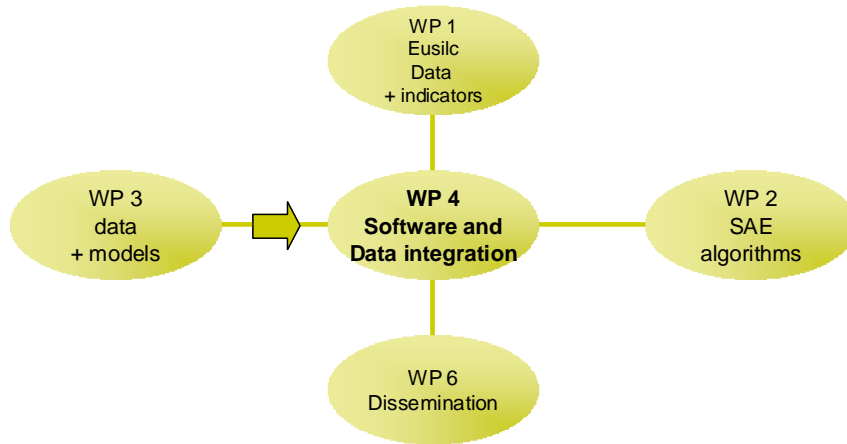 WP 1
Eusilc
Data
+ indicators
WP 3
data
+ models
WP 4
Software and
Data integration
WP 2
SAE
algorithms
WP 6
Dissemination